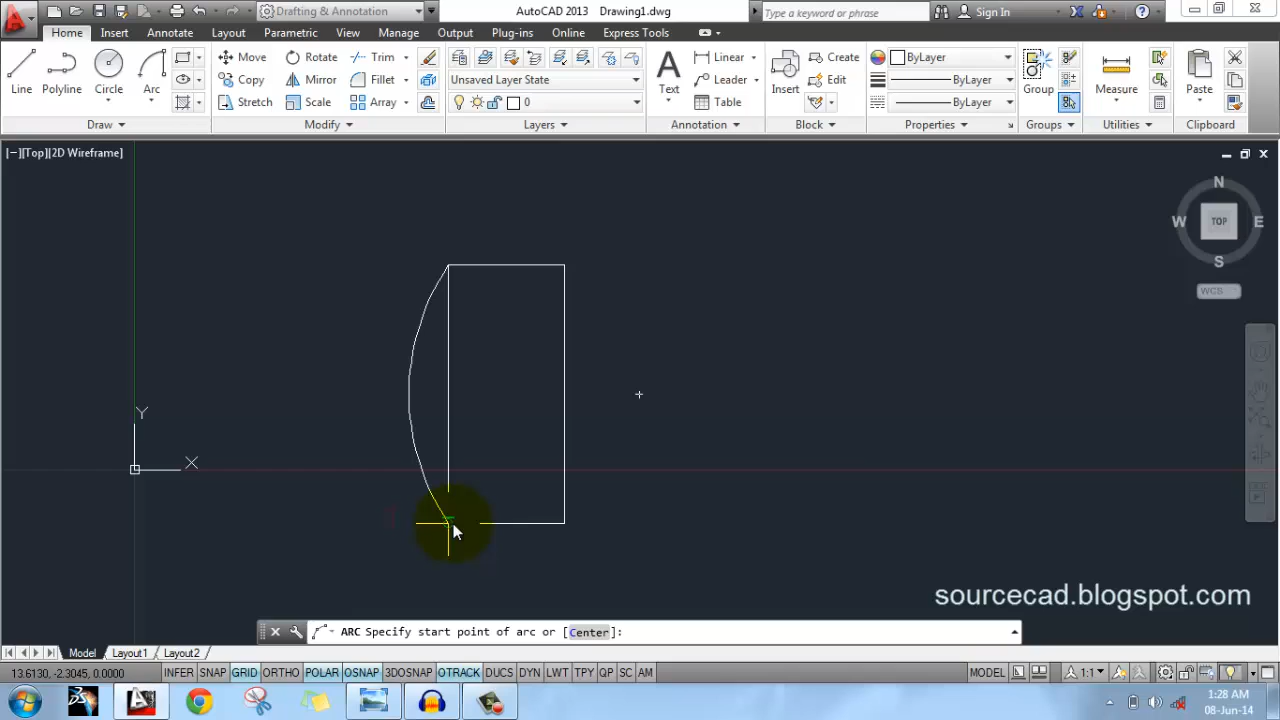 Drafting & Annotation
AutoCAD 2013 Drawing1.dwg
Type a keyword or phrase
Sign In
Home Insert Annotate Layout Parametric View Manage Output Plug-ins Online Express Tools
Line
Polyline
Circle
Arc
Draw
Move
Rotate
Trim
Copy
Mirror
Fillet
Stretch
Scale
Array
Modify
Unsaved Layer State
0
Layers
Text
Linear
Leader
Table
Annotation
Insert
Create
Edit
Block
ByLayer
ByLayer
ByLayer
Properties
Group
Groups
Measure
Utilities
Paste
Clipboard
[−][Top][2D Wireframe]
N
W TOP E
S
WCS
Y
X
sourcecad.blogspot.com
ARC Specify start point of arc or [Center]:
Model Layout1 Layout2
13.6130, -2.3045, 0.0000 INFER SNAP GRID ORTHO POLAR OSNAP 3DOSNAP OTRACK DUCS DYN LWT TPY QP SC AM MODEL 1:1
1:28 AM
08-Jun-14